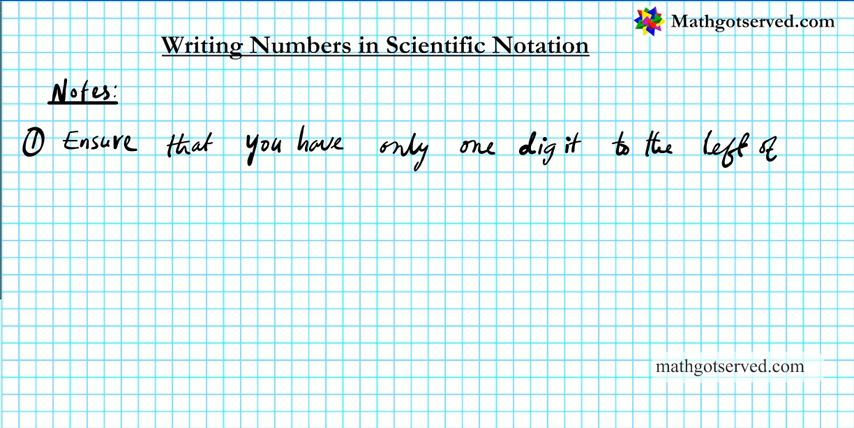 Mathgotserved.com
Writing Numbers in Scientific Notation
Notes:
① Ensure that you have only one digit to the left of
mathgotserved.com